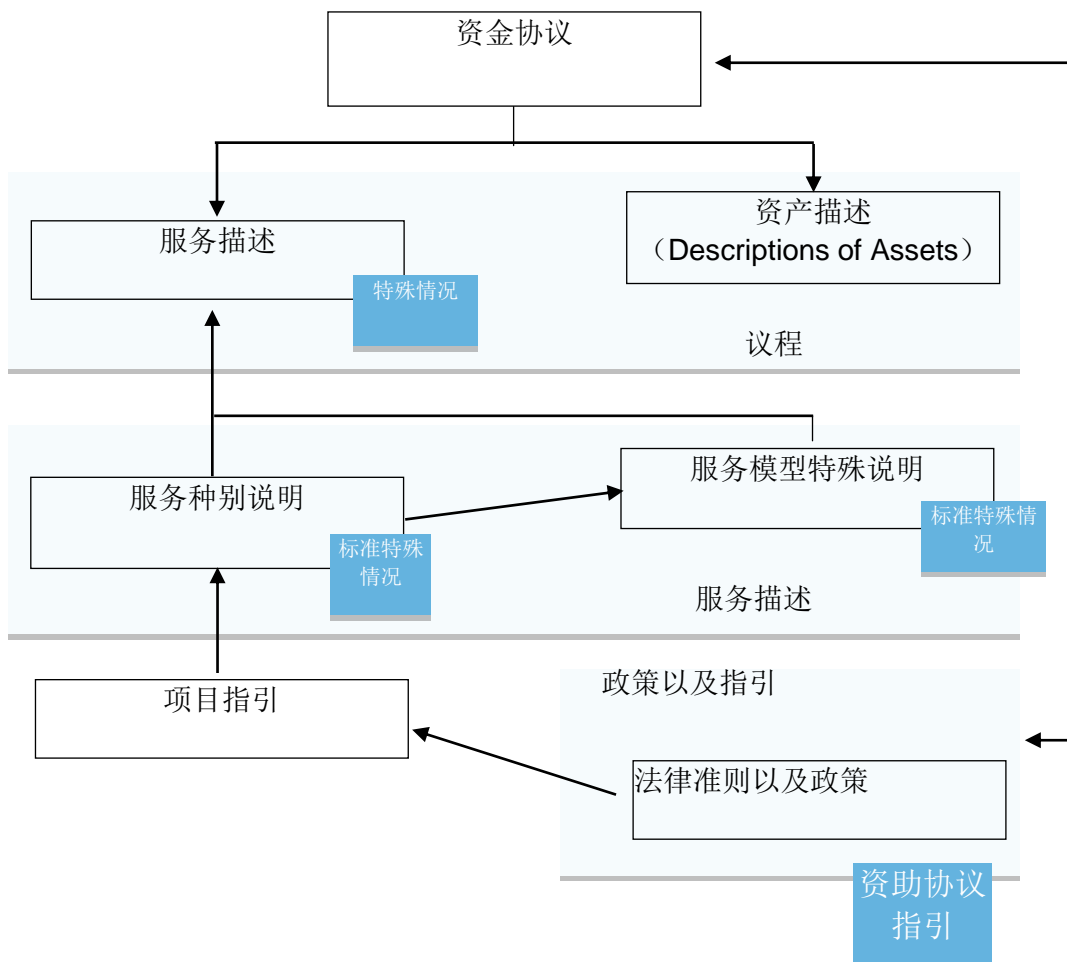 资金协议
服务描述
特殊情况
资产描述
（Descriptions of Assets）
议程
服务种别说明
标准特殊
情况
服务模型特殊说明
标准特殊情
况
服务描述
项目指引
政策以及指引
法律准则以及政策
资助协议
指引